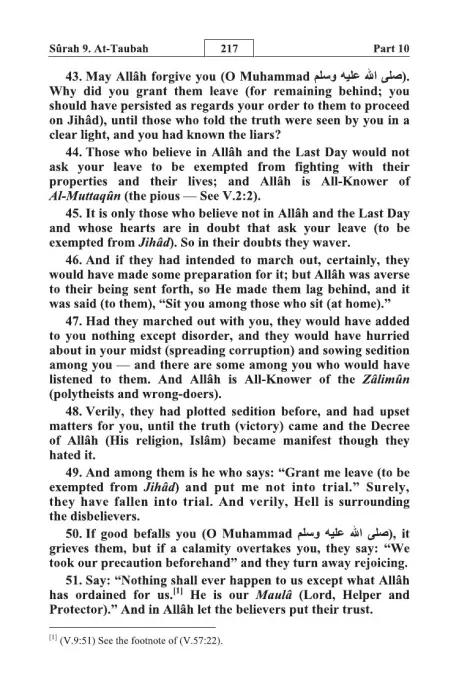 Sûrah 9. At-Taubah 217 Part 10
43. May Allâh forgive you (O Muhammad صلى الله عليه وسلم).
Why did you grant them leave (for remaining behind; you
should have persisted as regards your order to them to proceed
on Jihâd), until those who told the truth were seen by you in a
clear light, and you had known the liars?
44. Those who believe in Allâh and the Last Day would not
ask your leave to be exempted from fighting with their
properties and their lives; and Allâh is All-Knower of
Al-Muttaqûn (the pious — See V.2:2).
45. It is only those who believe not in Allâh and the Last Day
and whose hearts are in doubt that ask your leave (to be
exempted from Jihâd). So in their doubts they waver.
46. And if they had intended to march out, certainly, they
would have made some preparation for it; but Allâh was averse
to their being sent forth, so He made them lag behind, and it
was said (to them), “Sit you among those who sit (at home).”
47. Had they marched out with you, they would have added
to you nothing except disorder, and they would have hurried
about in your midst (spreading corruption) and sowing sedition
among you — and there are some among you who would have
listened to them. And Allâh is All-Knower of the Zâlimûn
(polytheists and wrong-doers).
48. Verily, they had plotted sedition before, and had upset
matters for you, until the truth (victory) came and the Decree
of Allâh (His religion, Islâm) became manifest though they
hated it.
49. And among them is he who says: “Grant me leave (to be
exempted from Jihâd) and put me not into trial.” Surely,
they have fallen into trial. And verily, Hell is surrounding
the disbelievers.
50. If good befalls you (O Muhammad صلى الله عليه وسلم), it
grieves them, but if a calamity overtakes you, they say: “We
took our precaution beforehand” and they turn away rejoicing.
51. Say: “Nothing shall ever happen to us except what Allâh
has ordained for us.[1] He is our Maulâ (Lord, Helper and
Protector).” And in Allâh let the believers put their trust.
[1] (V.9:51) See the footnote of (V.57:22).